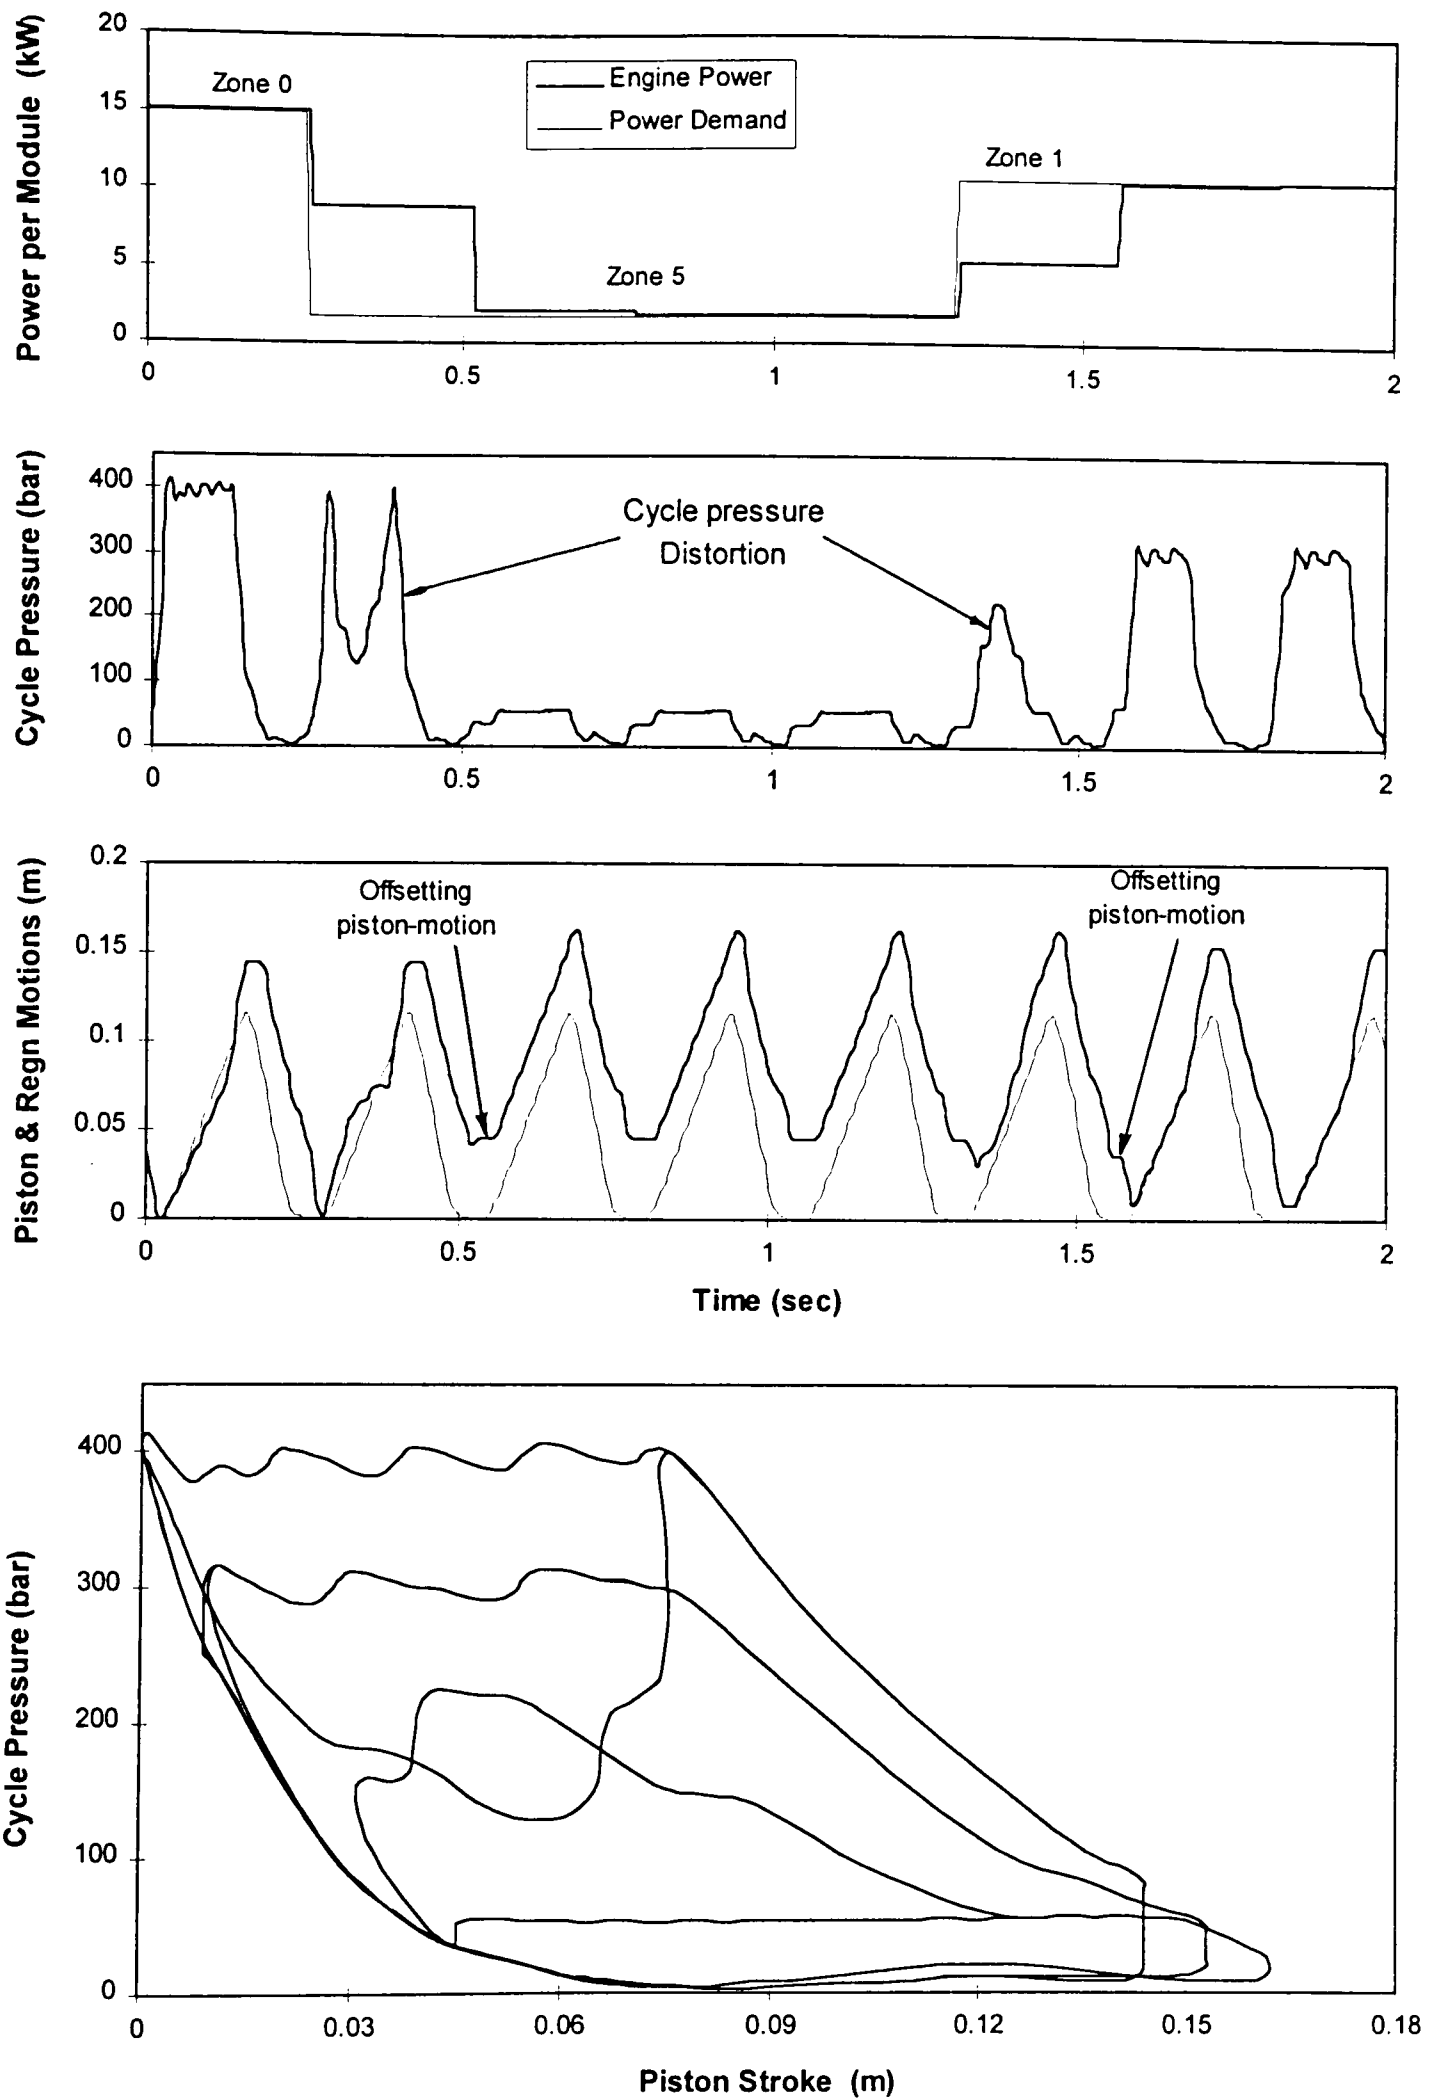 Power per Module (kW)
20
15
10
5
0
Zone 0
Engine Power
Power Demand
Zone 1
Zone 5
0
0.5
1
1.5
2
Cycle Pressure (bar)
400
300
200
100
0
Cycle pressure
Distortion
0
0.5
1
1.5
2
Piston & Regn Motions (m)
0.2
0.15
0.1
0.05
0
Offsetting
piston-motion
Offsetting
piston-motion
0
0.5
1
1.5
2
Time (sec)
Cycle Pressure (bar)
400
300
200
100
0
0
0.03
0.06
0.09
0.12
0.15
0.18
Piston Stroke (m)